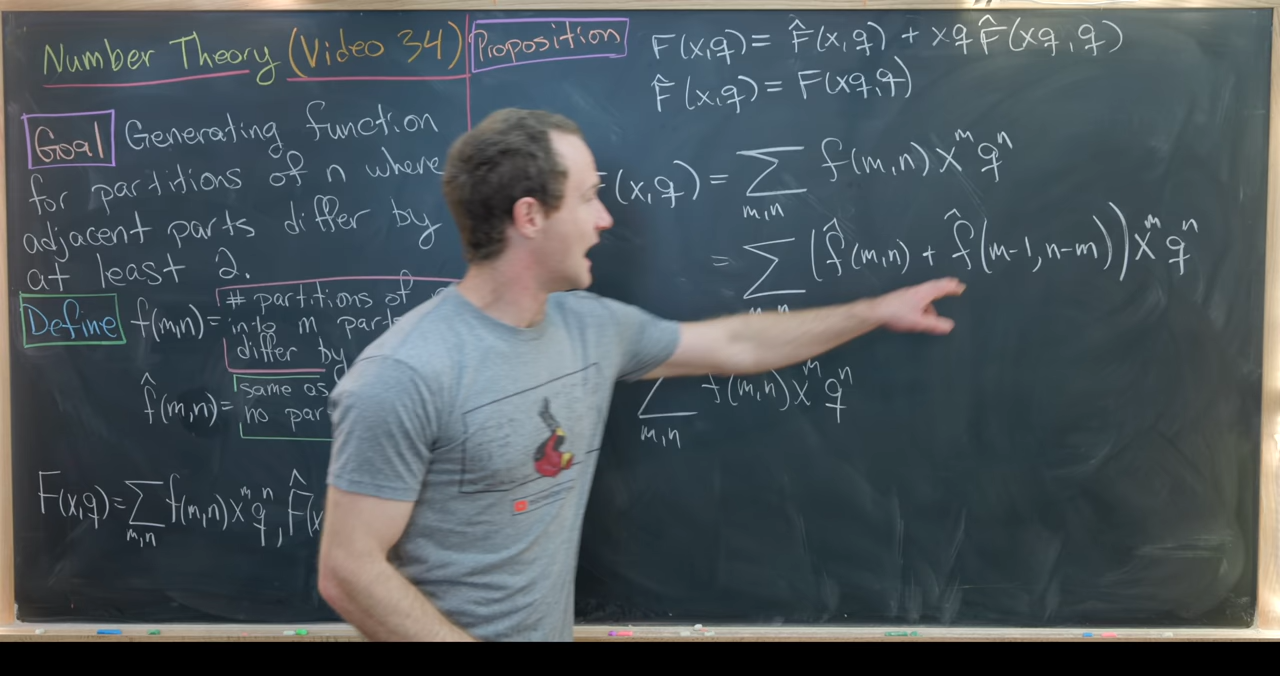 Number Theory (Video 34)
Goal Generating function
for partitions of n where
adjacent parts differ by
at least 2.
Define f(m,n)= # partitions of
into m parts
differ by
f̂(m,n)= same as
no par
F(x,q)=∑ f(m,n)x^m q^n, F̂(x
m,n
Proposition F(x,q)= F̂(x,q) + xq F̂(xq,q)
F̂(x,q)= F(xq,q)
(x,q) = ∑ f(m,n) x^m q^n
m,n
= ∑ (f̂(m,n) + f̂(m-1,n-m)) x^m q^n
m,n
∑ f(m,n) x^m q^n
m,n